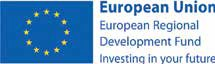 European Union
European Regional
Development Fund
Investing in your future